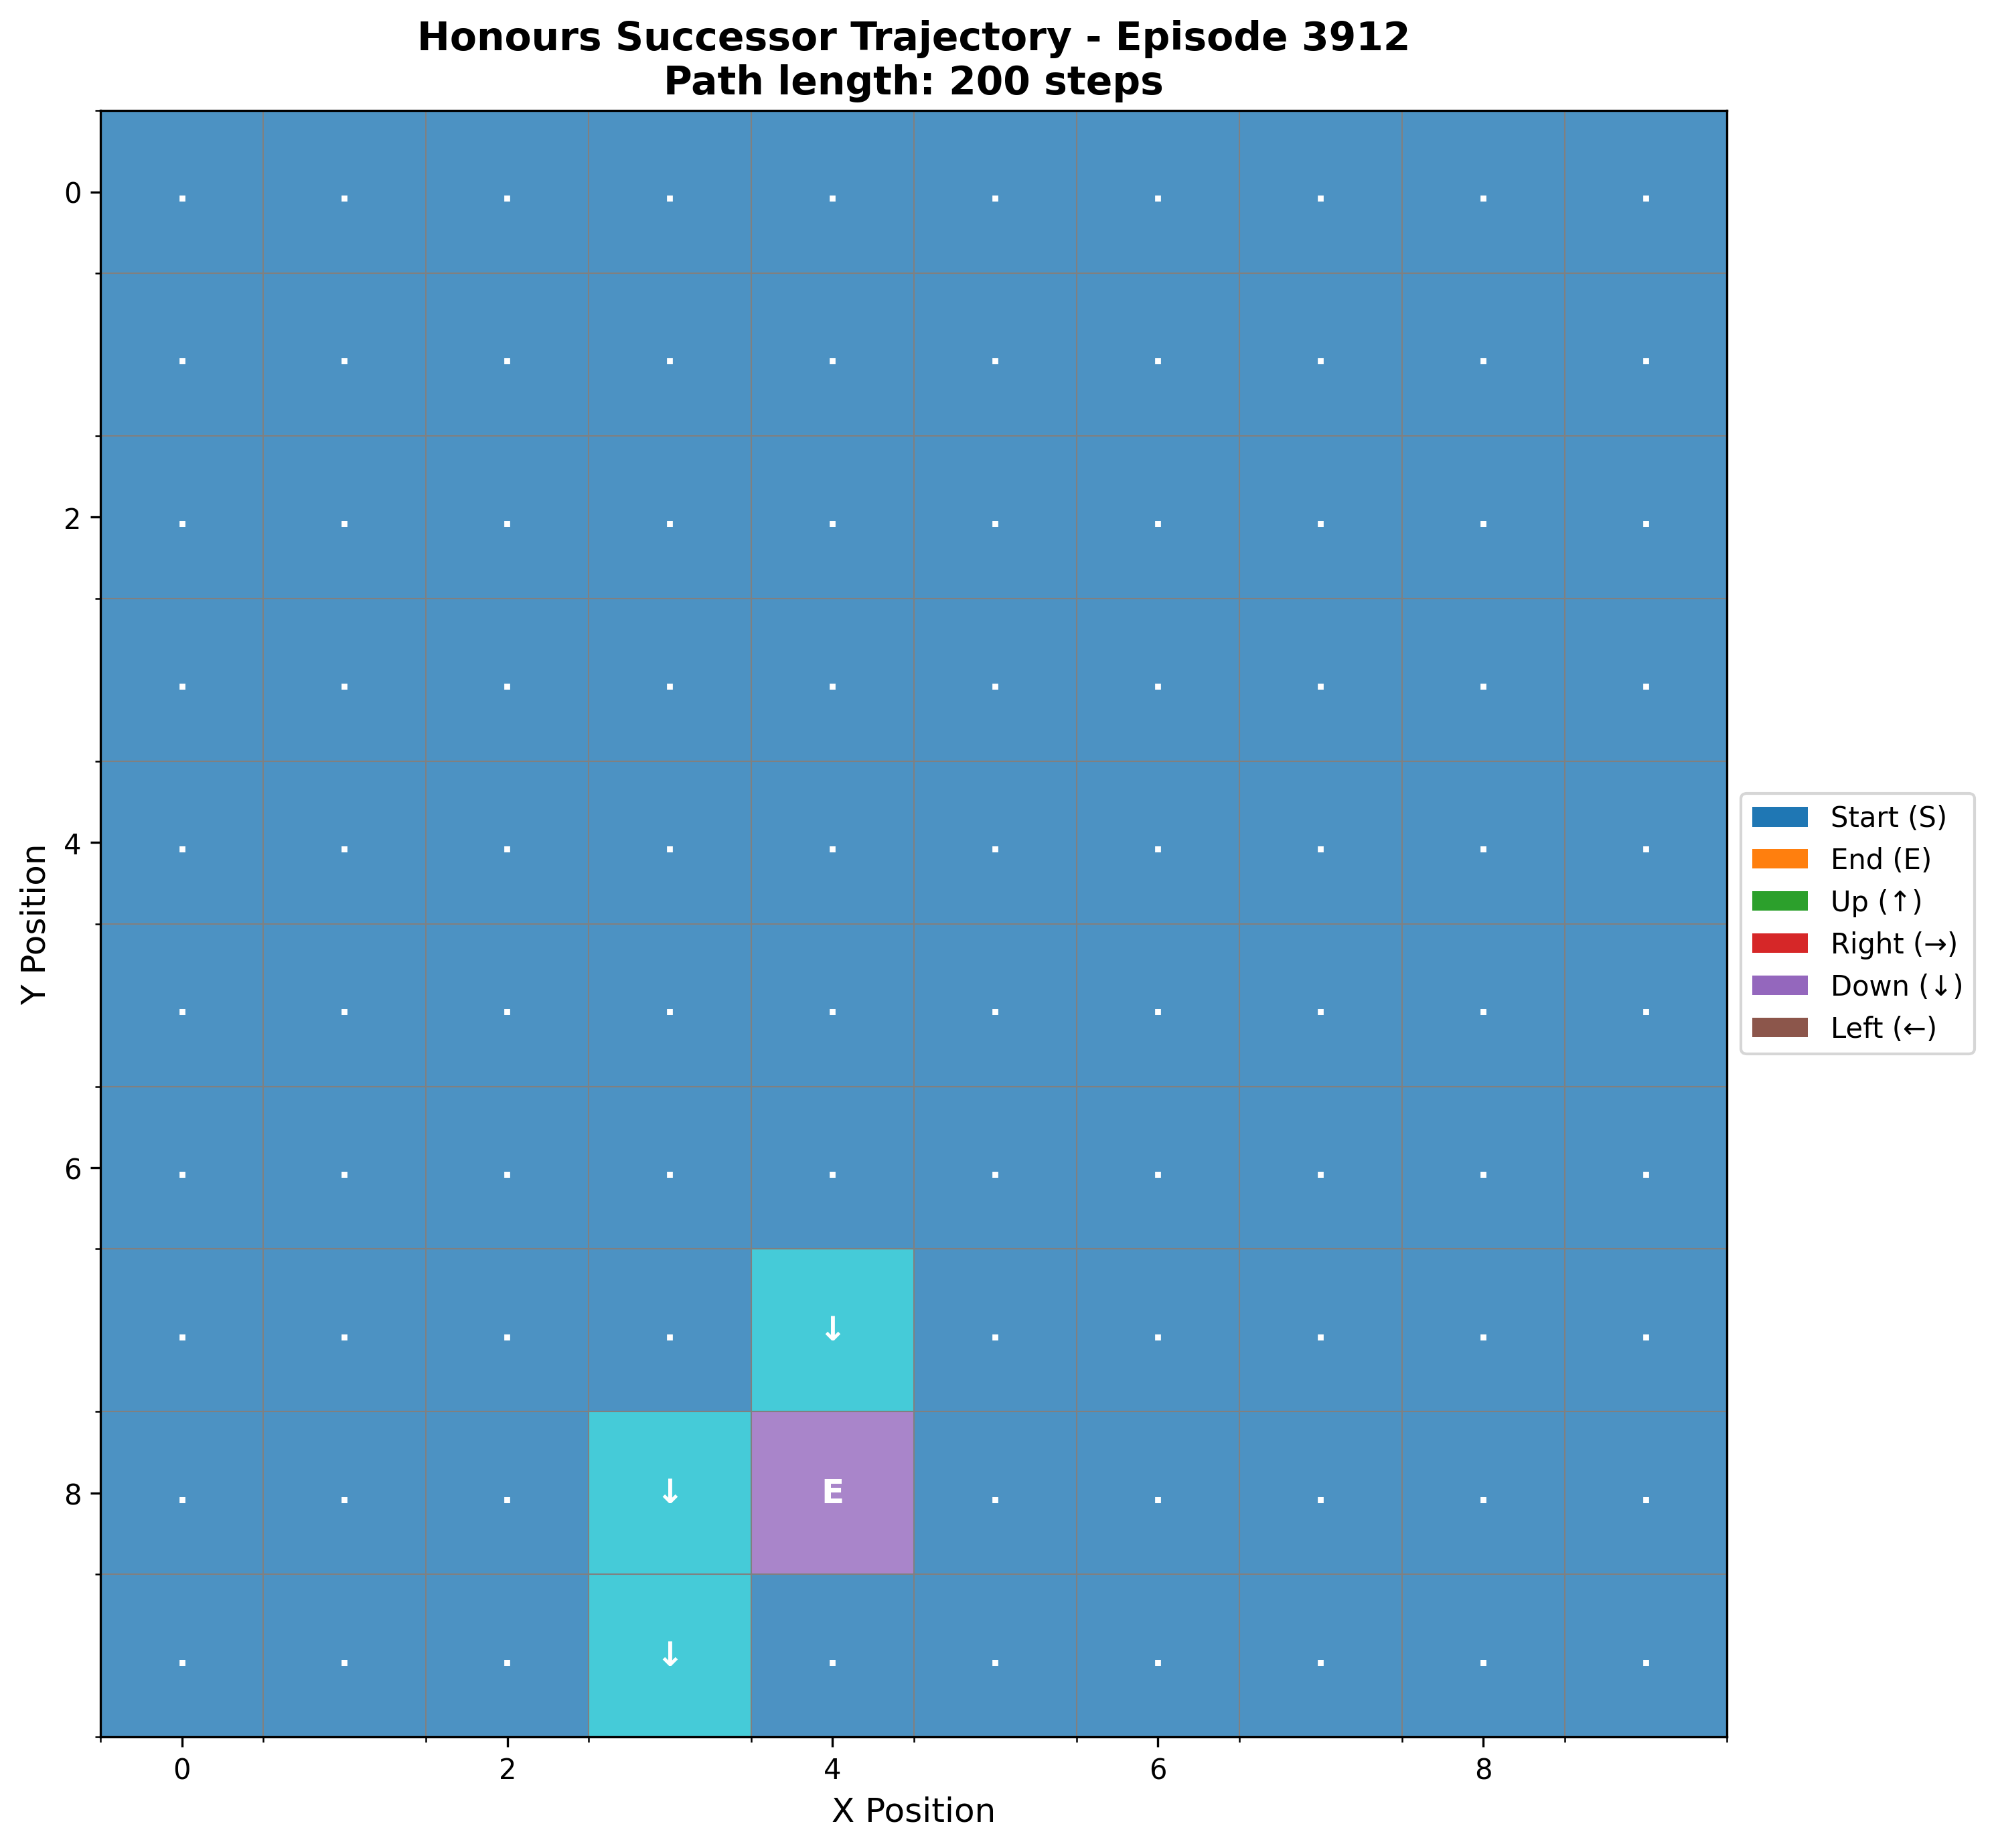 Honours Successor Trajectory - Episode 3912
Path length: 200 steps
Y Position
0
2
4
6
8
↓
↓ E
↓
0 2 4 6 8
X Position
Start (S)
End (E)
Up (↑)
Right (→)
Down (↓)
Left (←)